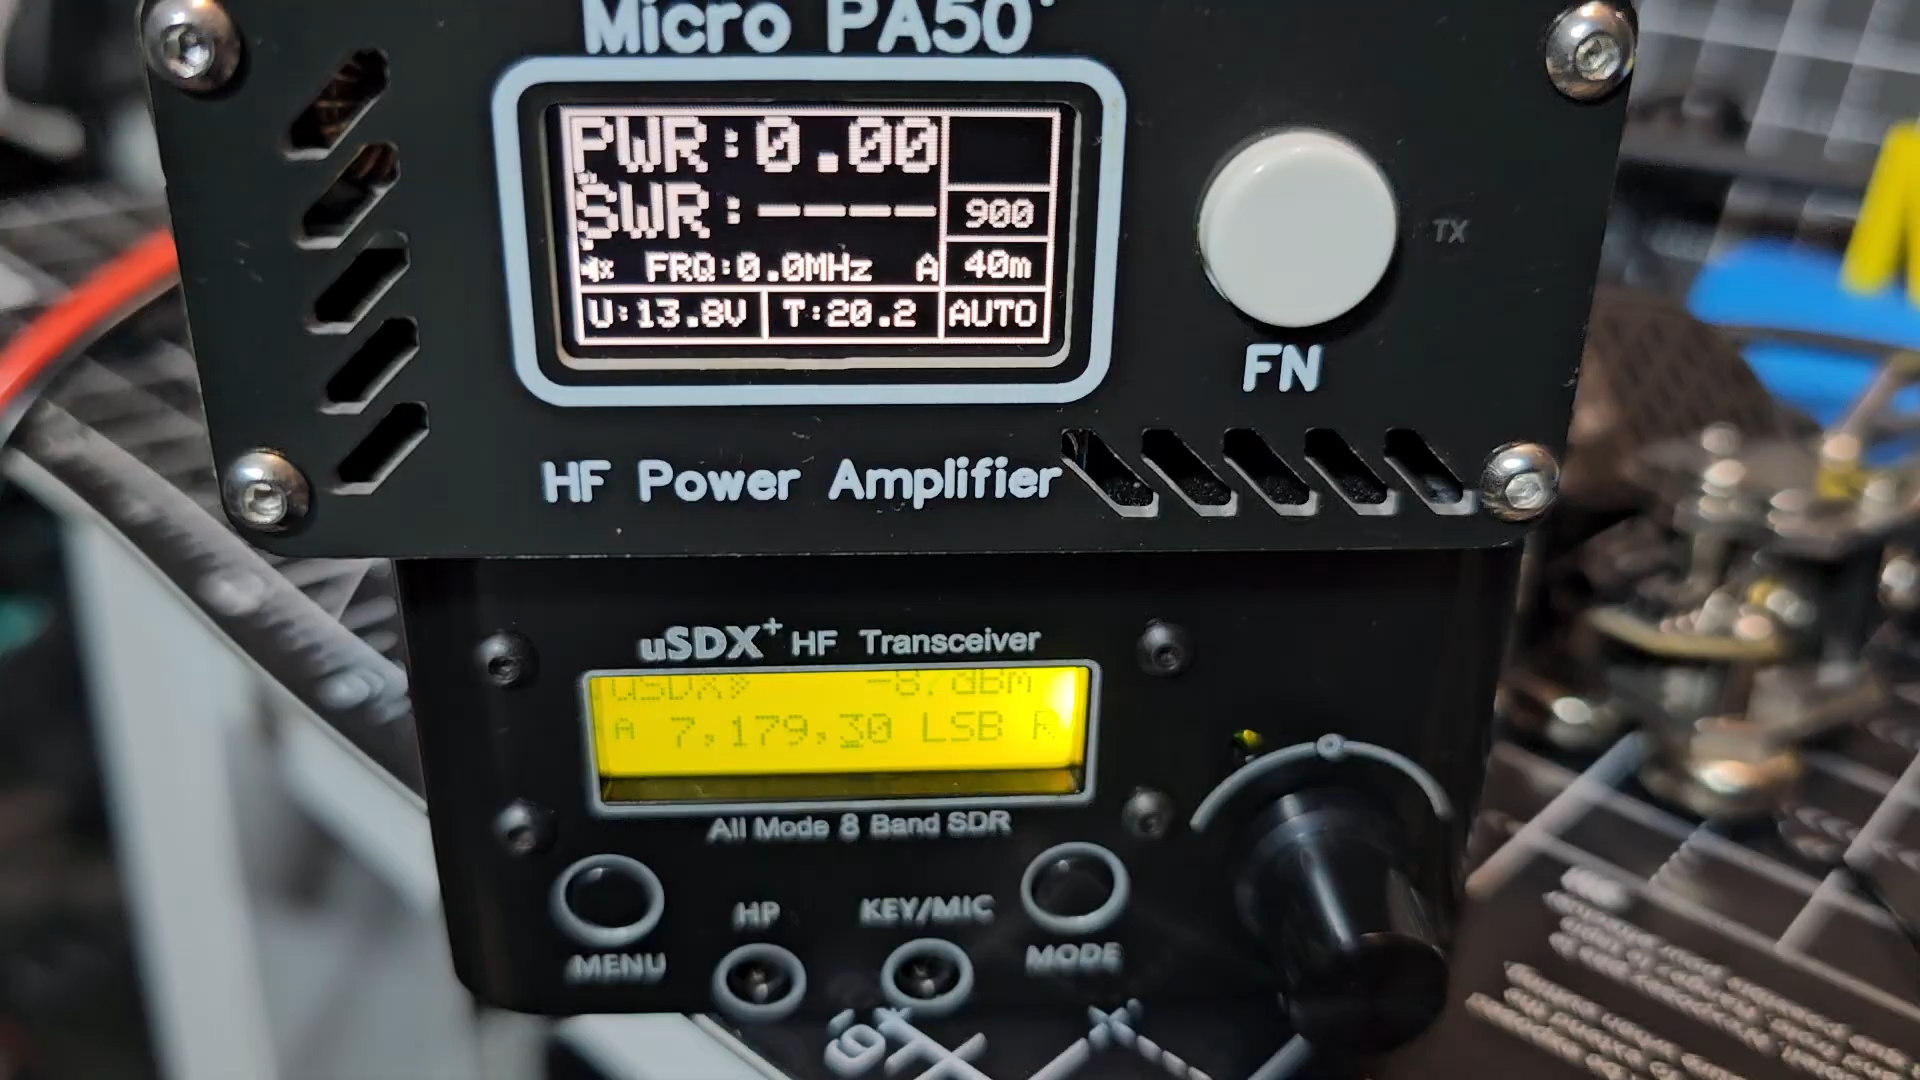 Micro PA50+
PWR:0.00
SWR:----
900
FRQ:0.0MHz A
40m
U:13.8V
T:20.2
AUTO
TX
FN
HF Power Amplifier
uSDX+ HF Transceiver
uSDX -87dBm
A 7,179,30 LSB R
All Mode 8 Band SDR
MENU
HP
KEY/MIC
MODE